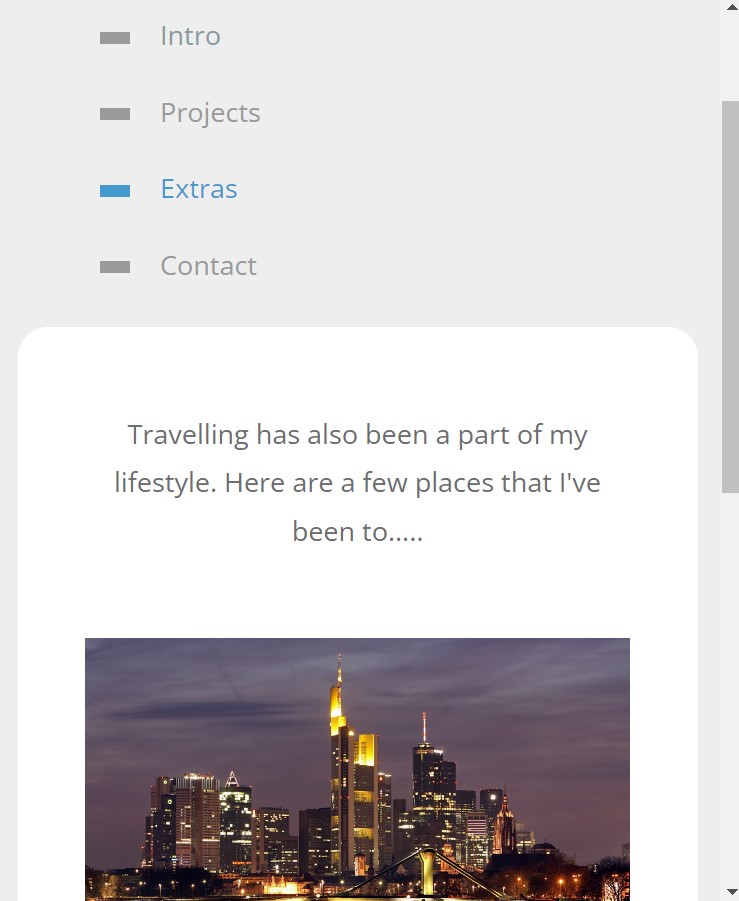 Intro
Projects
Extras
Contact
Travelling has also been a part of my
lifestyle. Here are a few places that I've
been to.....